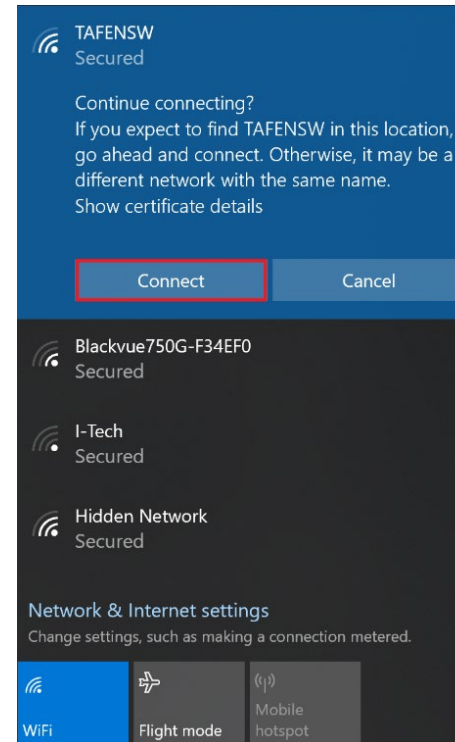 TAFENSW
Secured
Continue connecting?
If you expect to find TAFENSW in this location,
go ahead and connect. Otherwise, it may be a
different network with the same name.
Show certificate details
Connect
Cancel
Blackvue750G-F34EF0
Secured
I-Tech
Secured
Hidden Network
Secured
Network & Internet settings
Change settings, such as making a connection metered.
WiFi
Flight mode
Mobile
hotspot